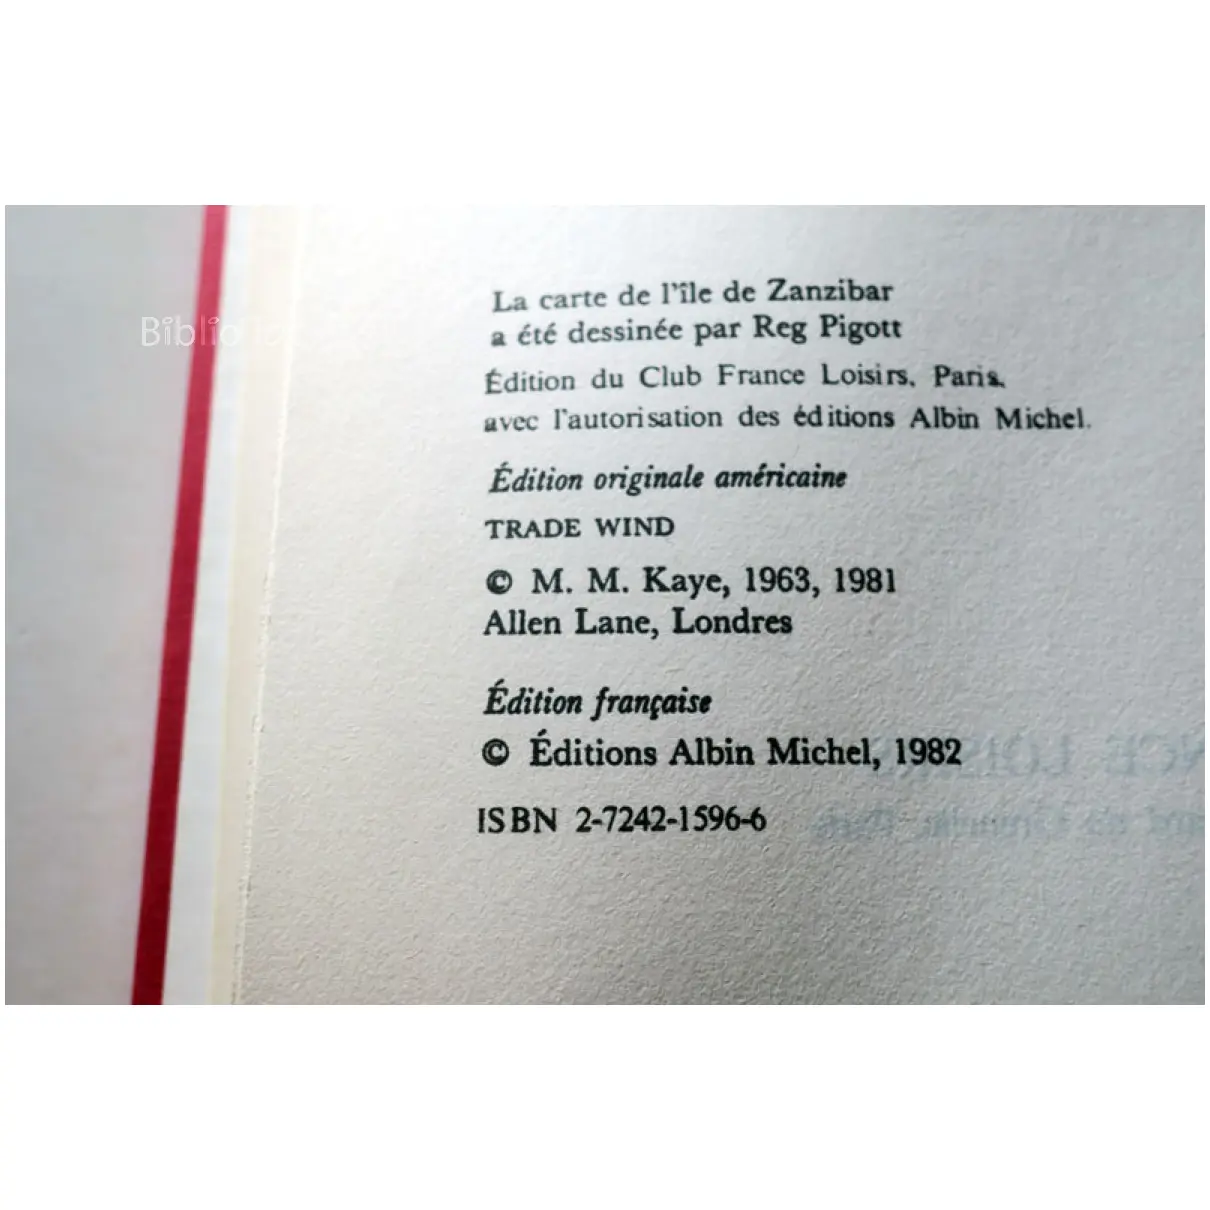 La carte de l'île de Zanzibar
a été dessinée par Reg Pigott
Édition du Club France Loisirs, Paris,
avec l'autorisation des éditions Albin Michel.
Édition originale américaine
TRADE WIND
© M. M. Kaye, 1963, 1981
Allen Lane, Londres
Édition française
© Éditions Albin Michel, 1982
ISBN 2-7242-1596-6